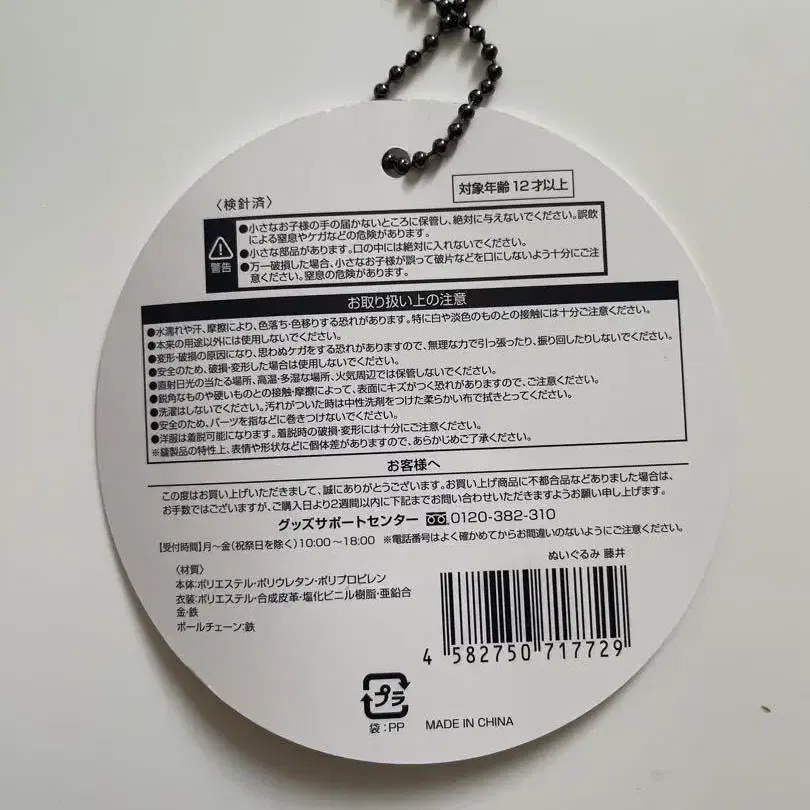 対象年齢12才以上
〈検針済〉
警告
●小さなお子様の手の届かないところに保管し、絶対に与えないでください。誤飲
による窒息やケガなどの危険があります。
●小さな部品があります。口の中には絶対に入れないでください。
●万一破損した場合、小さなお子様が誤って破片などを口にしないよう十分にご注
意ください。窒息の危険があります。
お取り扱い上の注意
●水濡れや汗、摩擦により、色落ち・色移りする恐れがあります。特に白や淡色のものとの接触には十分ご注意ください。
●本来の用途以外には使用しないでください。
●変形・破損の原因になり、思わぬケガをする恐れがありますので、無理な力で引っ張ったり、振り回したりしないでください。
●安全のため、破損・変形した場合は使用しないでください。
●直射日光の当たる場所、高温・多湿な場所、火気周辺では保管しないでください。
●鋭角なものや硬いものとの接触・摩擦によって、表面にキズがつく恐れがありますので、ご注意ください。
●洗濯はしないでください。汚れがついた時は中性洗剤をつけた柔らかい布で拭きとってください。
●安全のため、パーツを指などに巻きつけないでください。
●洋服は着脱可能になります。着脱時の破損・変形には十分ご注意ください。
※縫製品の特性上、表情や形状などに個体差がありますので、あらかじめご了承ください。
お客様へ
この度はお買い上げいただきまして、誠にありがとうございます。お買い上げ商品に不都合品などありました場合は、
お手数ではございますが、ご購入日より2週間以内に下記までお問い合わせいただきますようお願い申し上げます。
グッズサポートセンター 0120-382-310
【受付時間】月～金(祝祭日を除く)10:00～18:00 ※電話番号はよく確かめてからお間違いのないようにご注意ください。
ぬいぐるみ 藤井
〈材質〉
本体:ポリエステル・ポリウレタン・ポリプロピレン
衣装:ポリエステル・合成皮革・塩化ビニル樹脂・亜鉛合
金・鉄
ボールチェーン:鉄
4 582750 717729
プラ
袋:PP
MADE IN CHINA